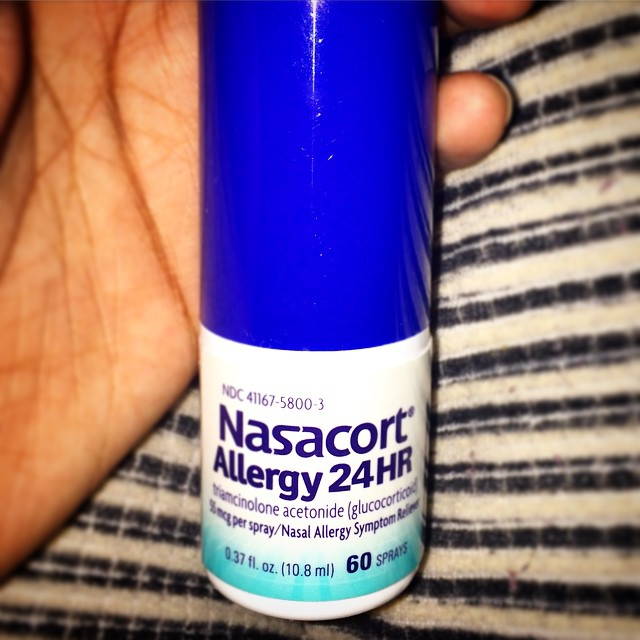 NDC 41167-5800-3
Nasacort®
Allergy 24HR
triamcinolone acetonide (glucocorticoid)
55 mcg per spray/Nasal Allergy Symptom Reliever
0.37 fl. oz. (10.8 ml) 60 SPRAYS